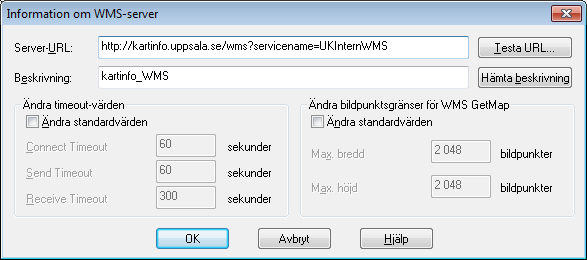 Information om WMS-server
Server-URL: http://kartinfo.uppsala.se/wms?servicename=UKInternWMS Testa URL...
Beskrivning: kartinfo_WMS Hämta beskrivning
Ändra timeout-värden
Ändra standardvärden
Connect Timeout 60 sekunder
Send Timeout 60 sekunder
Receive Timeout 300 sekunder
Ändra bildpunktsgränser för WMS GetMap
Ändra standardvärden
Max. bredd 2 048 bildpunkter
Max. höjd 2 048 bildpunkter
OK Avbryt Hjälp